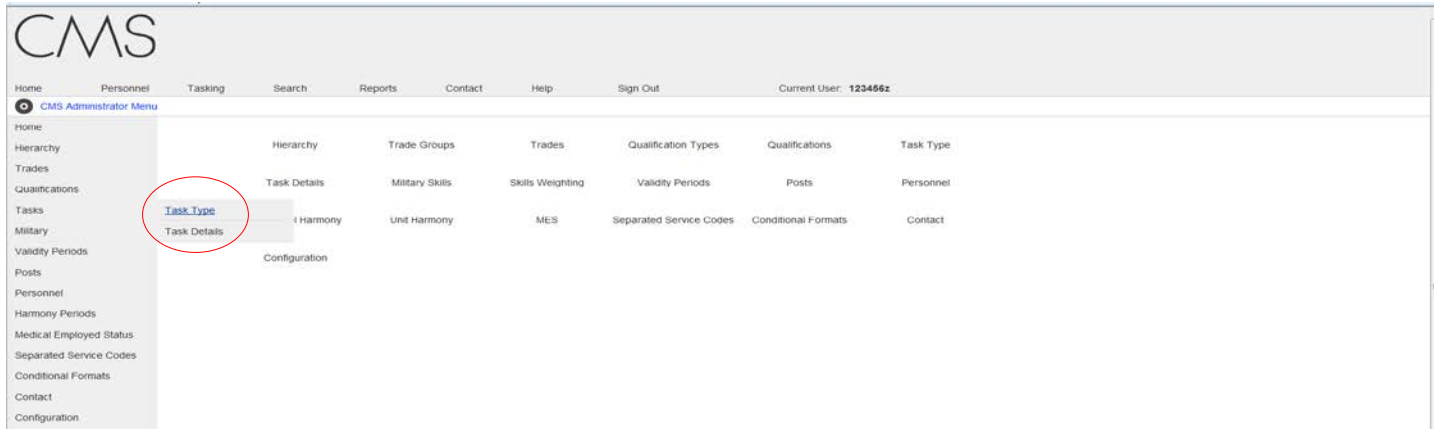 CMS
Home Personnel Tasking Search Reports Contact Help Sign Out Current User: 123456z
CMS Administrator Menu
Home
Hierarchy
Trades
Qualifications
Tasks
Military
Validity Periods
Posts
Personnel
Harmony Periods
Medical Employed Status
Separated Service Codes
Conditional Formats
Contact
Configuration
Task Type
Task Details
Hierarchy Trade Groups Trades Qualification Types Qualifications Task Type
Task Details Military Skills Skills Weighting Validity Periods Posts Personnel
Harmony Unit Harmony MES Separated Service Codes Conditional Formats Contact
Configuration